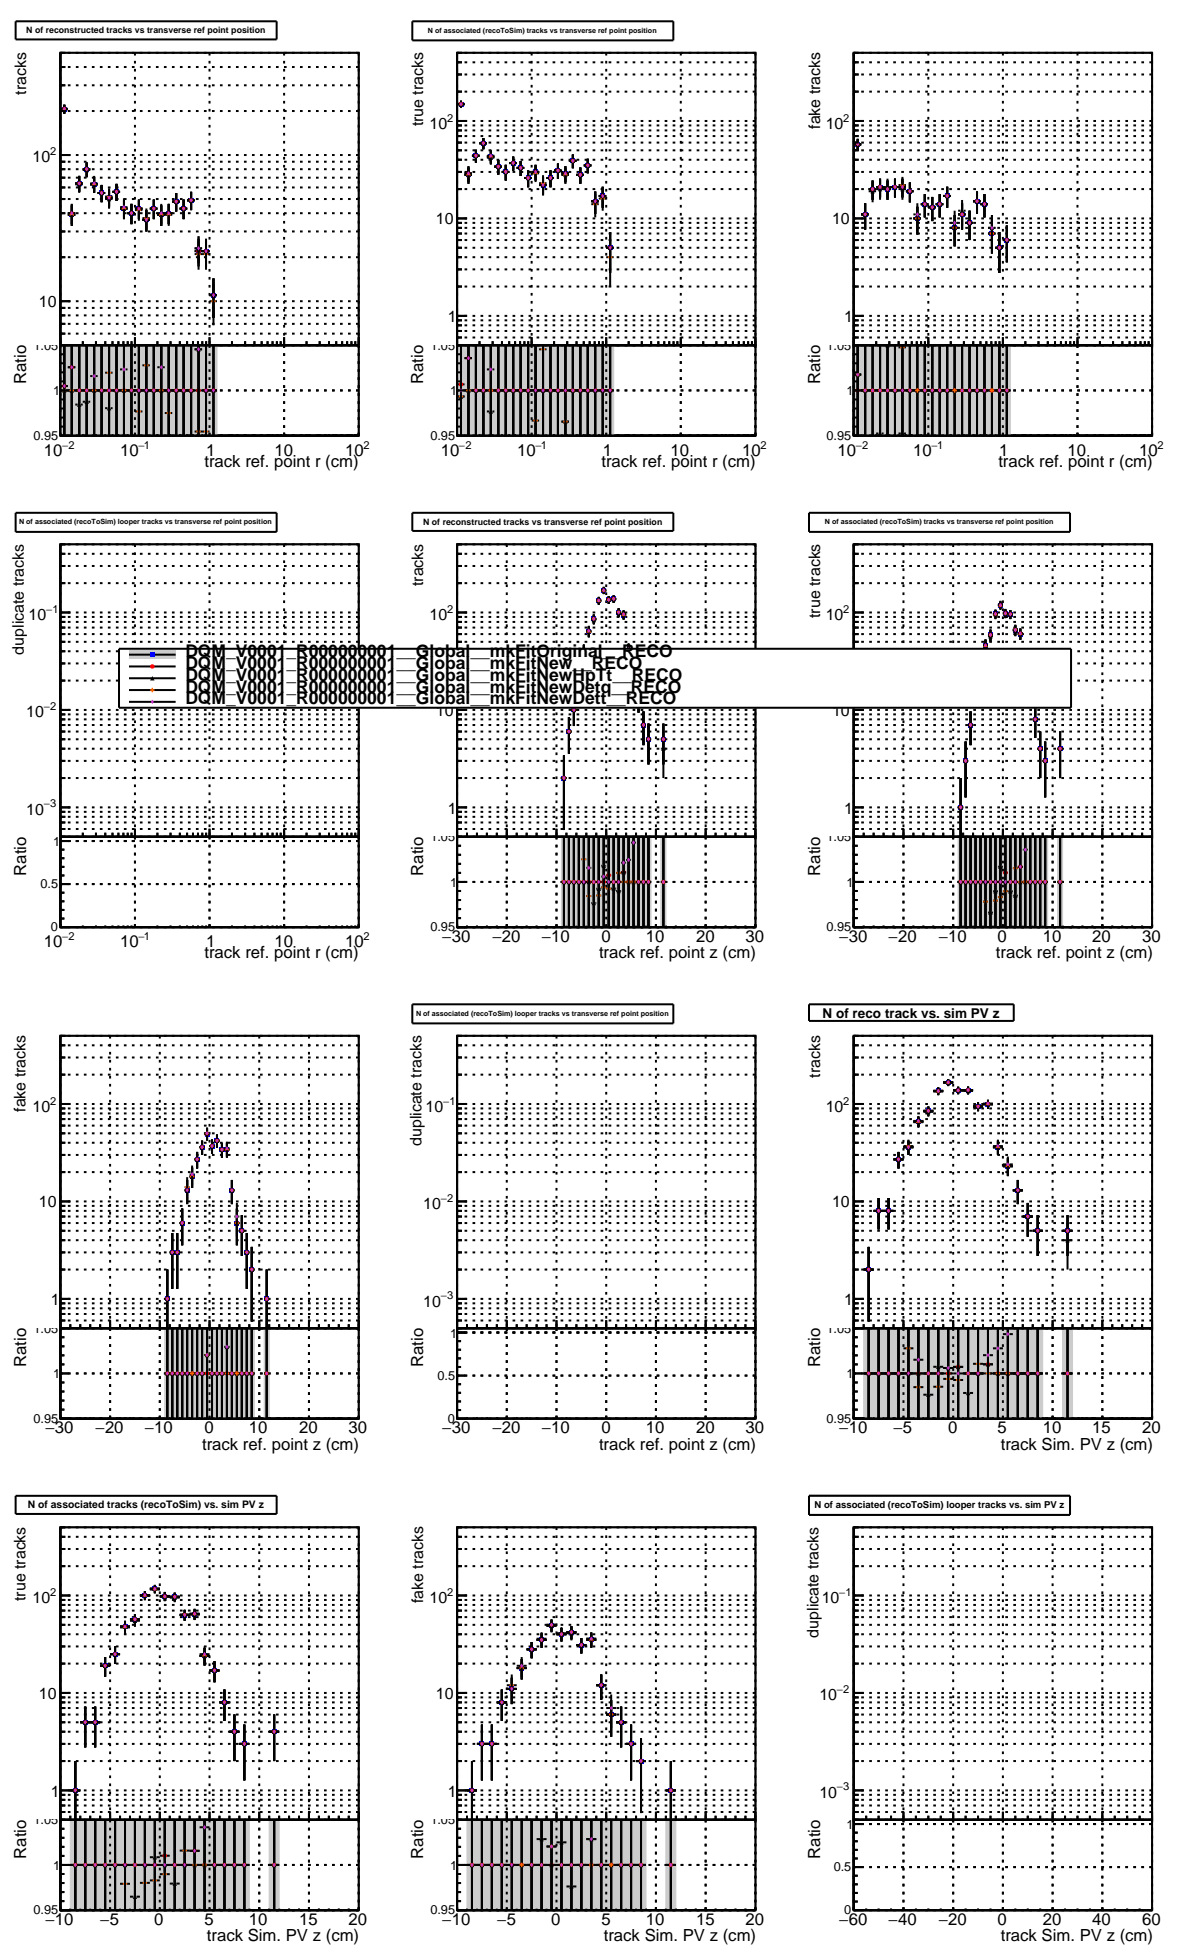 N of reconstructed tracks vs transverse ref point position
tracks
10²
10
Ratio
1.05
1
0.95
10⁻² 10⁻¹ 1 10 10²
track ref. point r (cm)
N of associated (recoToSim) tracks vs transverse ref point position
true tracks
10²
10
1
Ratio
1.05
1
0.95
10⁻² 10⁻¹ 1 10 10²
track ref. point r (cm)
fake tracks
10²
10
1
Ratio
1.05
1
0.95
10⁻² 10⁻¹ 1 10 10²
track ref. point r (cm)
N of associated (recoToSim) looper tracks vs transverse ref point position
duplicate tracks
10⁻¹
10⁻²
10⁻³
Ratio
1
0.5
0
10⁻² 10⁻¹ 1 10 10²
track ref. point r (cm)
N of reconstructed tracks vs transverse ref point position
tracks
10²
10
1
Ratio
1.05
1
0.95
−30 −20 −10 0 10 20 30
track ref. point z (cm)
N of associated (recoToSim) tracks vs transverse ref point position
true tracks
10²
10
1
Ratio
1.05
1
0.95
−30 −20 −10 0 10 20 30
track ref. point z (cm)
DQM_V0001_R000000001__Global__mkFitOriginal__RECO
DQM_V0001_R000000001__Global__mkFitNew__RECO
DQM_V0001_R000000001__Global__mkFitNewHpTt__RECO
DQM_V0001_R000000001__Global__mkFitNewDetq__RECO
DQM_V0001_R000000001__Global__mkFitNewDett__RECO
fake tracks
10²
10
1
Ratio
1.05
1
0.95
−30 −20 −10 0 10 20 30
track ref. point z (cm)
N of associated (recoToSim) looper tracks vs transverse ref point position
duplicate tracks
10⁻¹
10⁻²
10⁻³
Ratio
1
0.5
0
−30 −20 −10 0 10 20 30
track ref. point z (cm)
N of reco track vs. sim PV z
tracks
10²
10
1
Ratio
1.05
1
0.95
−10 −5 0 5 10 15 20
track Sim. PV z (cm)
N of associated tracks (recoToSim) vs. sim PV z
true tracks
10²
10
1
Ratio
1.05
1
0.95
−10 −5 0 5 10 15 20
track Sim. PV z (cm)
fake tracks
10²
10
1
Ratio
1.05
1
0.95
−10 −5 0 5 10 15 20
track Sim. PV z (cm)
N of associated (recoToSim) looper tracks vs. sim PV z
duplicate tracks
10⁻¹
10⁻²
10⁻³
Ratio
1
0.5
0
−60 −40 −20 0 20 40 60
track Sim. PV z (cm)